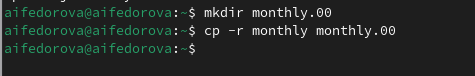 aifedorova@aifedorova:~$ mkdir monthly.00
aifedorova@aifedorova:~$ cp -r monthly monthly.00
aifedorova@aifedorova:~$